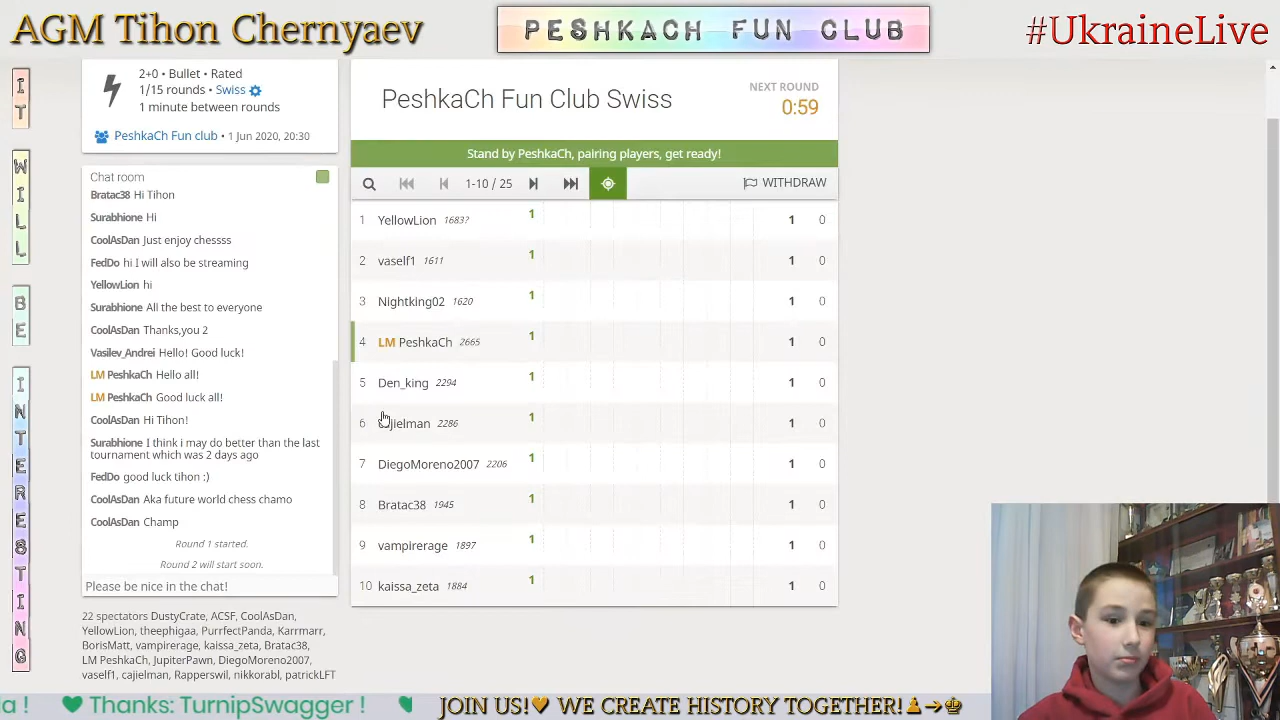 AGM Tihon Chernyaev
PESHKACH FUN CLUB
#UkraineLive
IT
WILL
BE
INTERESTING
2+0 • Bullet • Rated
1/15 rounds • Swiss
1 minute between rounds
PeshkaCh Fun club • 1 Jun 2020, 20:30
Chat room
Bratac38 Hi Tihon
Surabhione Hi
CoolAsDan Just enjoy chessss
FedDo hi I will also be streaming
YellowLion hi
Surabhione All the best to everyone
CoolAsDan Thanks,you 2
Vasilev_Andrei Hello! Good luck!
LM PeshkaCh Hello all!
LM PeshkaCh Good luck all!
CoolAsDan Hi Tihon!
Surabhione I think i may do better than the last
tournament which was 2 days ago
FedDo good luck tihon :)
CoolAsDan Aka future world chess chamo
CoolAsDan Champ
Round 1 started.
Round 2 will start soon.
Please be nice in the chat!
22 spectators DustyCrate, ACSF, CoolAsDan,
YellowLion, theephigaa, PurrfectPanda, Karrmarr,
BorisMatt, vampirerage, kaissa_zeta, Bratac38,
LM PeshkaCh, JupiterPawn, DiegoMoreno2007,
vaself1, cajielman, Rapperswil, nikkorabl, patrickLFT
PeshkaCh Fun Club Swiss
NEXT ROUND
0:59
Stand by PeshkaCh, pairing players, get ready!
1-10 / 25
WITHDRAW
1 YellowLion 1683? 1 1 0
2 vaself1 1611 1 1 0
3 Nightking02 1620 1 1 0
4 LM PeshkaCh 2665 1 1 0
5 Den_king 2294 1 1 0
6 cajielman 2286 1 1 0
7 DiegoMoreno2007 2206 1 1 0
8 Bratac38 1945 1 1 0
9 vampirerage 1897 1 1 0
10 kaissa_zeta 1884 1 1 0
a ! Thanks: TurnipSwagger !
JOIN US! WE CREATE HISTORY TOGETHER!